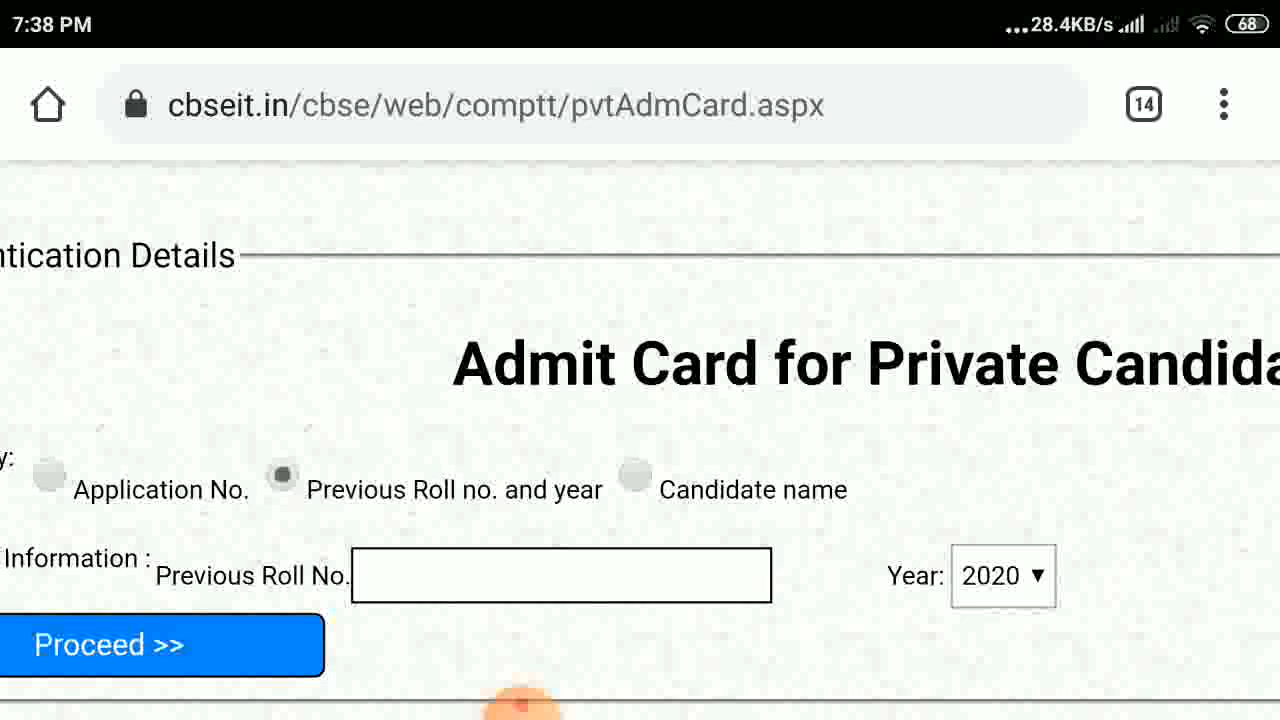 7:38 PM
...28.4KB/s 68
cbseit.in/cbse/web/comptt/pvtAdmCard.aspx 14
ntication Details
Admit Card for Private Candida
y: Application No. Previous Roll no. and year Candidate name
Information : Previous Roll No. Year: 2020 ▼
Proceed >>